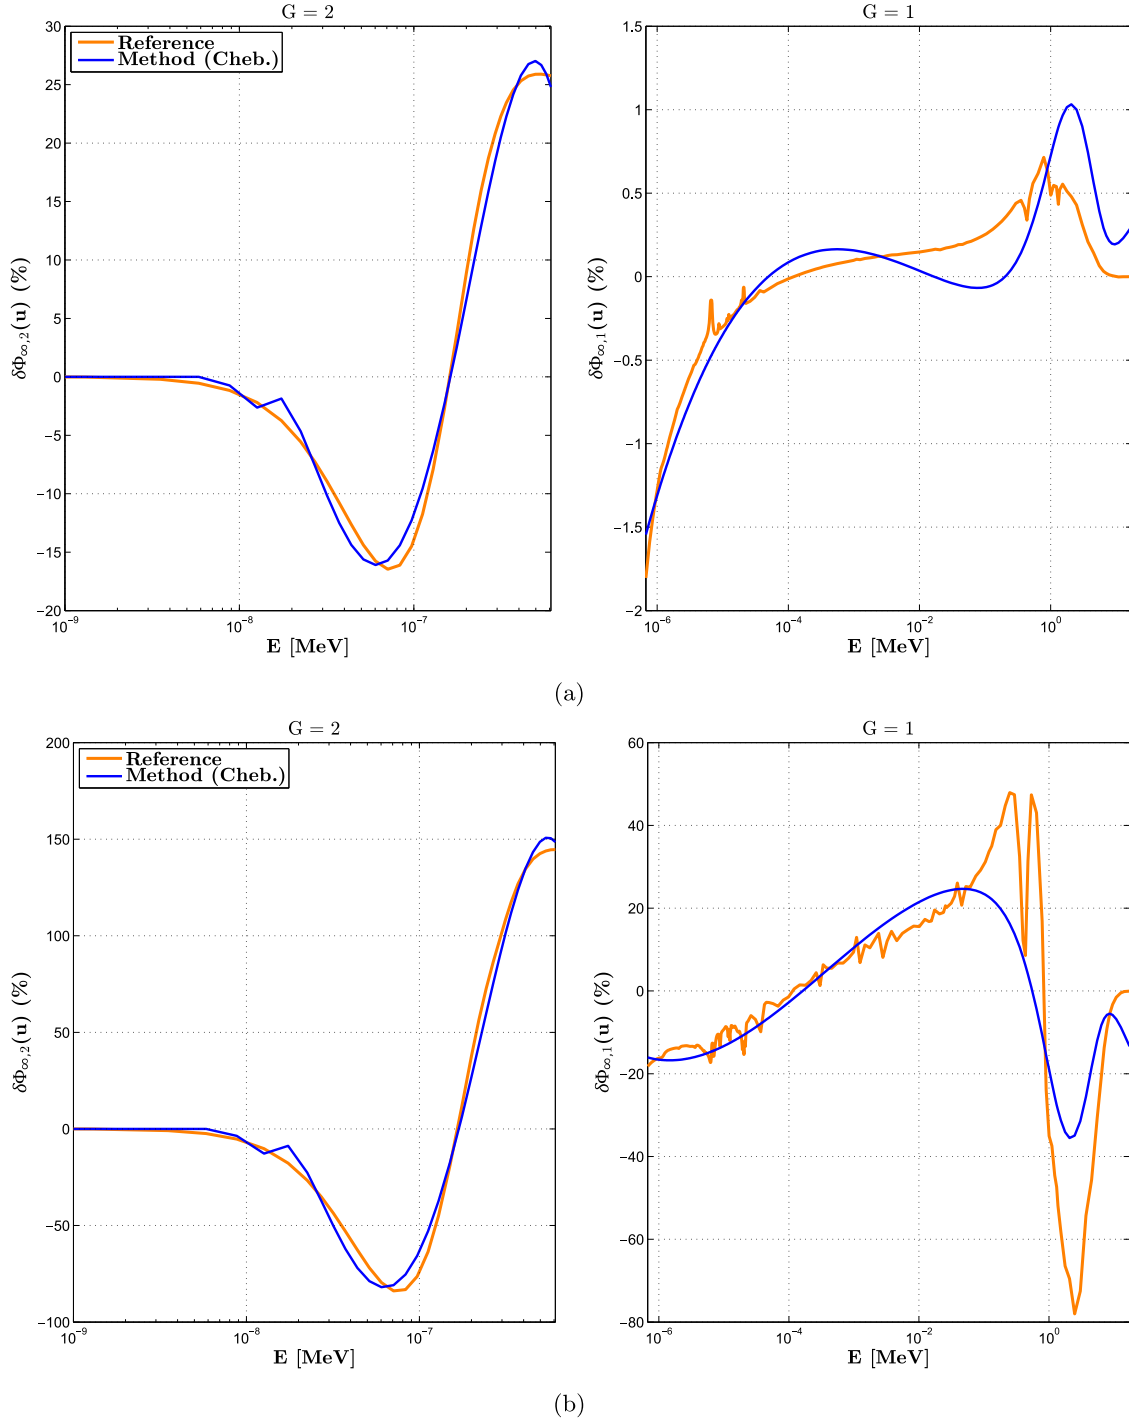 G = 2
Reference
Method (Cheb.)
30
25
20
15
10
5
0
−5
−10
−15
−20
δΦ∞,2(u) (%)
10⁻⁹
10⁻⁸
10⁻⁷
E [MeV]
G = 1
1.5
1
0.5
0
−0.5
−1
−1.5
−2
δΦ∞,1(u) (%)
10⁻⁶
10⁻⁴
10⁻²
10⁰
E [MeV]
(a)
G = 2
Reference
Method (Cheb.)
200
150
100
50
0
−50
−100
δΦ∞,2(u) (%)
10⁻⁹
10⁻⁸
10⁻⁷
E [MeV]
G = 1
60
40
20
0
−20
−40
−60
−80
δΦ∞,1(u) (%)
10⁻⁶
10⁻⁴
10⁻²
10⁰
E [MeV]
(b)